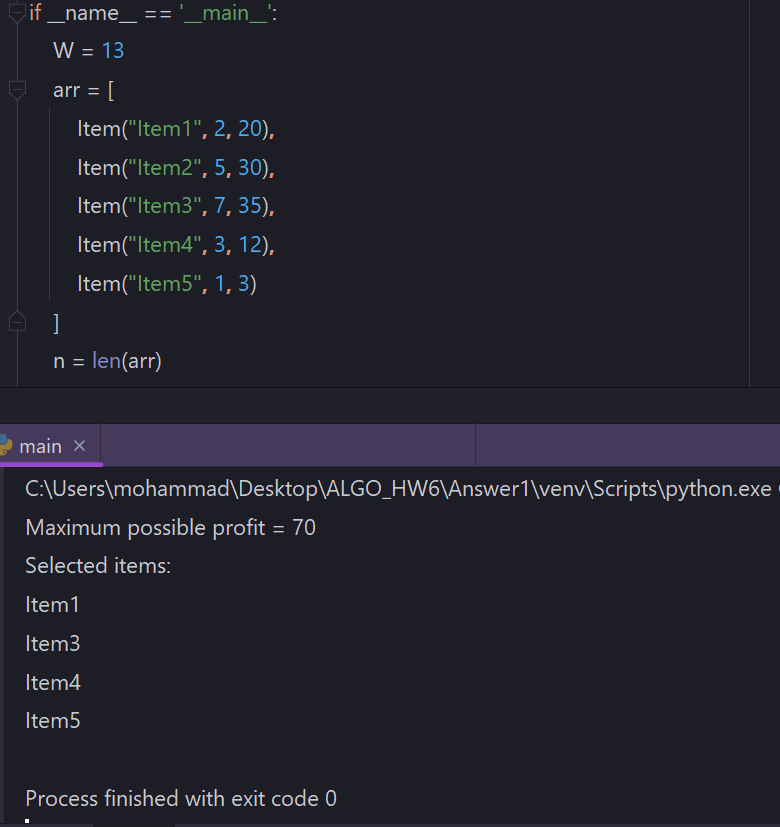 if __name__ == '__main__':
W = 13
arr = [
Item("Item1", 2, 20),
Item("Item2", 5, 30),
Item("Item3", 7, 35),
Item("Item4", 3, 12),
Item("Item5", 1, 3)
]
n = len(arr)
main ×
C:\Users\mohammad\Desktop\ALGO_HW6\Answer1\venv\Scripts\python.exe
Maximum possible profit = 70
Selected items:
Item1
Item3
Item4
Item5
Process finished with exit code 0